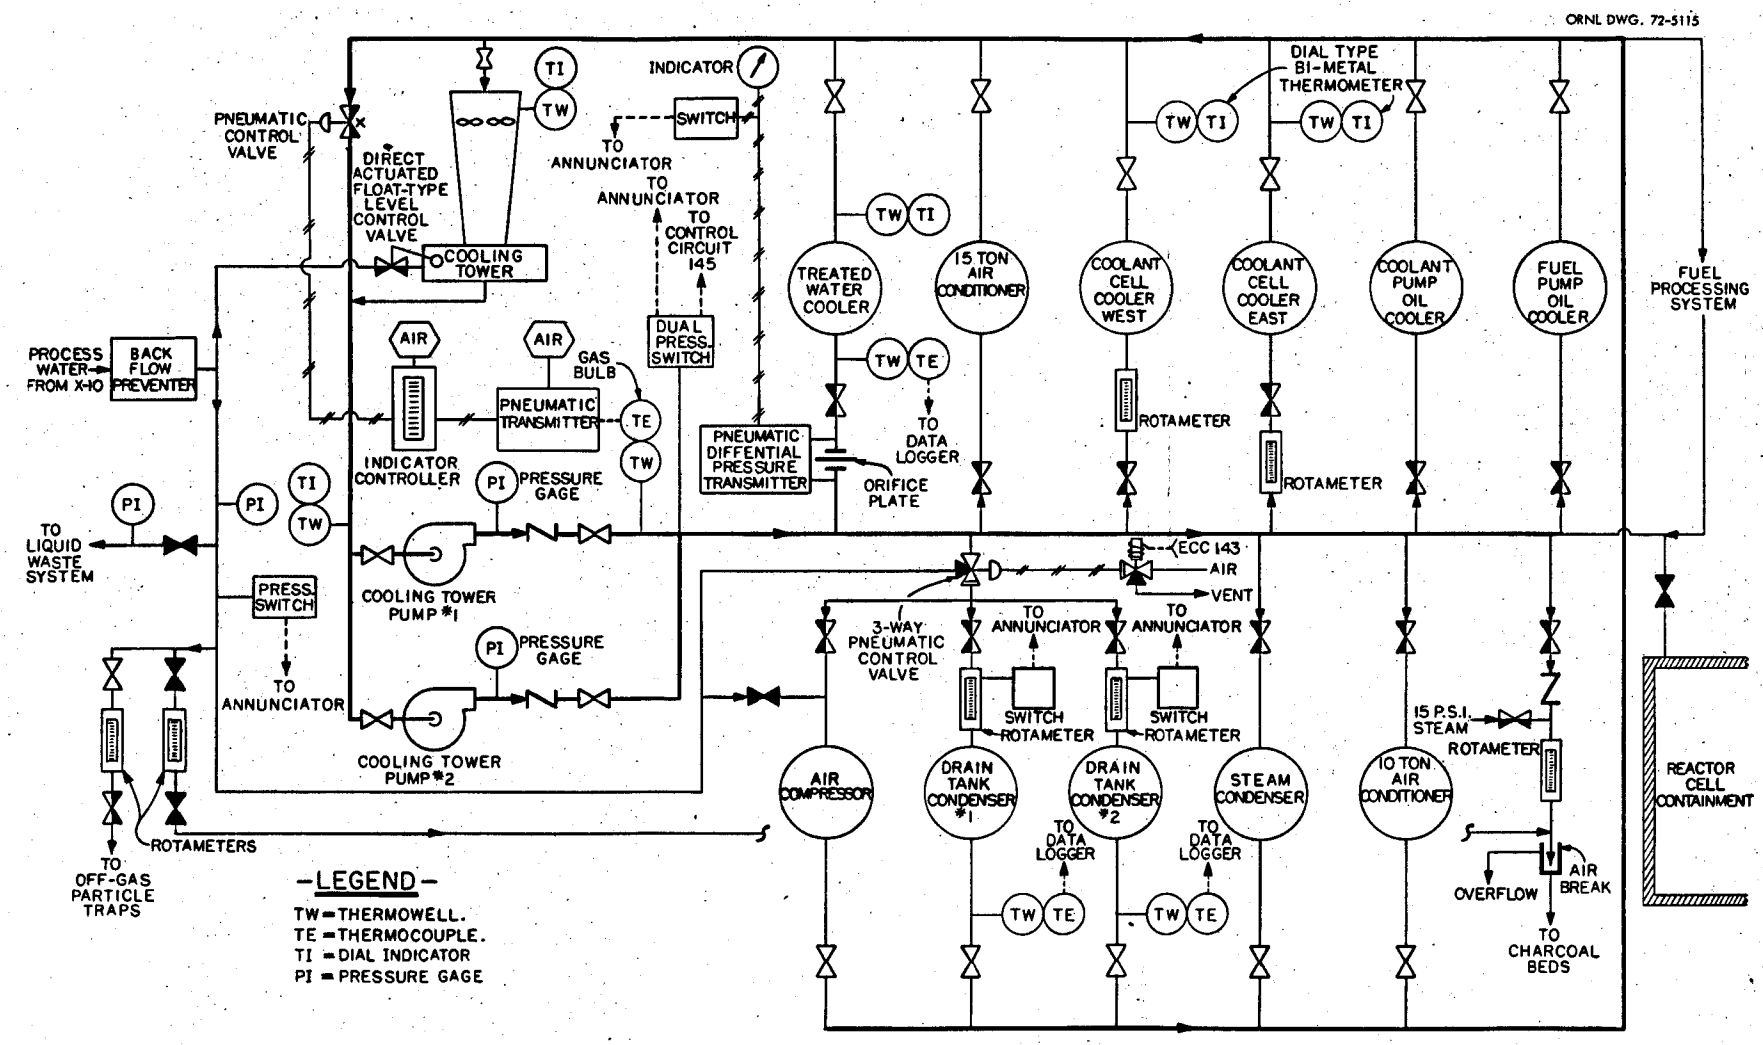 ORNL DWG. 72-5115
TI
TW
INDICATOR
DIAL TYPE
BI-METAL
THERMOMETER
PNEUMATIC
CONTROL
VALVE
SWITCH
TO
ANNUNCIATOR
TW TI
TW TI
DIRECT
ACTUATED
FLOAT-TYPE
LEVEL
CONTROL
VALVE
TO
ANNUNCIATOR
TO
CONTROL
CIRCUIT
145
TW TI
COOLING
TOWER
TREATED
WATER
COOLER
15 TON
AIR
CONDITIONER
COOLANT
CELL
COOLER
WEST
COOLANT
CELL
COOLER
EAST
COOLANT
PUMP
OIL
COOLER
FUEL
PUMP
OIL
COOLER
FUEL
PROCESSING
SYSTEM
PROCESS
WATER
FROM X-10
BACK
FLOW
PREVENTER
AIR
AIR
GAS
BULB
DUAL
PRESS.
SWITCH
TW TE
TO
DATA
LOGGER
PNEUMATIC
TRANSMITTER
TE
TW
INDICATOR
CONTROLLER
PNEUMATIC
DIFFENTIAL
PRESSURE
TRANSMITTER
ORIFICE
PLATE
ROTAMETER
ROTAMETER
PI
PI
TI
TW
PI
PRESSURE
GAGE
TO
LIQUID
WASTE
SYSTEM
PRESS.
SWITCH
TO
ANNUNCIATOR
COOLING TOWER
PUMP #1
PI
PRESSURE
GAGE
COOLING TOWER
PUMP #2
ECC 143
AIR
VENT
3-WAY
PNEUMATIC
CONTROL
VALVE
TO
ANNUNCIATOR
TO
ANNUNCIATOR
SWITCH
ROTAMETER
SWITCH
ROTAMETER
15 P.S.I.
STEAM
ROTAMETER
AIR
COMPRESSOR
DRAIN
TANK
CONDENSER
#1
DRAIN
TANK
CONDENSER
#2
STEAM
CONDENSER
10 TON
AIR
CONDITIONER
REACTOR
CELL
CONTAINMENT
ROTAMETERS
TO
OFF-GAS
PARTICLE
TRAPS
TO
DATA
LOGGER
TO
DATA
LOGGER
TW TE
TW TE
OVERFLOW
AIR
BREAK
TO
CHARCOAL
BEDS
-LEGEND-
TW=THERMOWELL.
TE=THERMOCOUPLE.
TI=DIAL INDICATOR
PI=PRESSURE GAGE